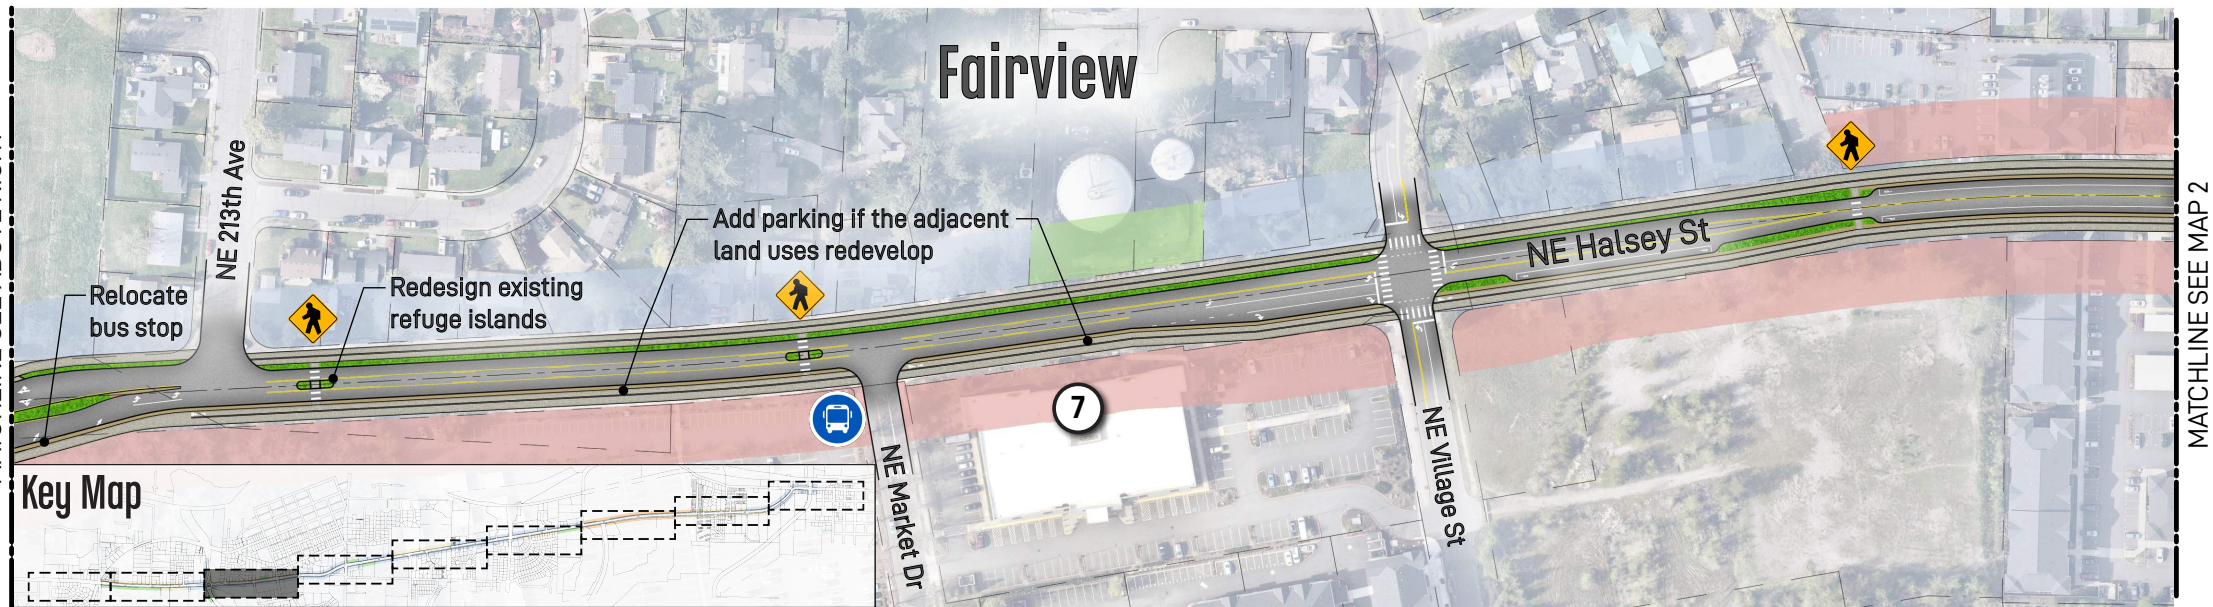 Fairview
NE 213th Ave
Add parking if the adjacent
land uses redevelop
NE Halsey St
Redesign existing
refuge islands
Relocate
bus stop
7
NE Market Dr
NE Village St
Key Map
MATCHLINE SEE MAP 2